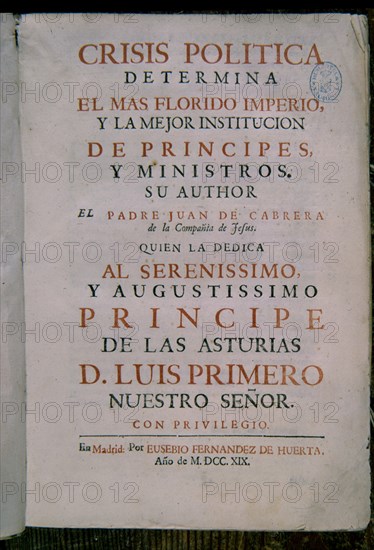 CRISIS POLITICA
DETERMINA
EL MAS FLORIDO IMPERIO,
Y LA MEJOR INSTITUCION
DE PRINCIPES,
Y MINISTROS.
SU AUTHOR
EL PADRE JUAN DE CABRERA
de la Compañia de Jesus.
QUIEN LA DEDICA
AL SERENISSIMO,
Y AUGUSTISSIMO
PRINCIPE
DE LAS ASTURIAS
D. LUIS PRIMERO
NUESTRO SEÑOR.
CON PRIVILEGIO.
En Madrid: Por EUSEBIO FERNANDEZ DE HUERTA.
Año de M. DCC. XIX.
PHOTO 12